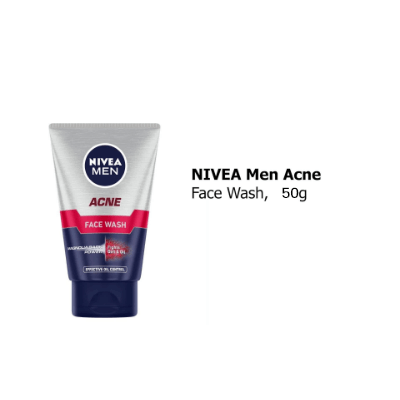 NIVEA
MEN
ACNE
FACE WASH
NIVEA Men Acne
Face Wash, 50g